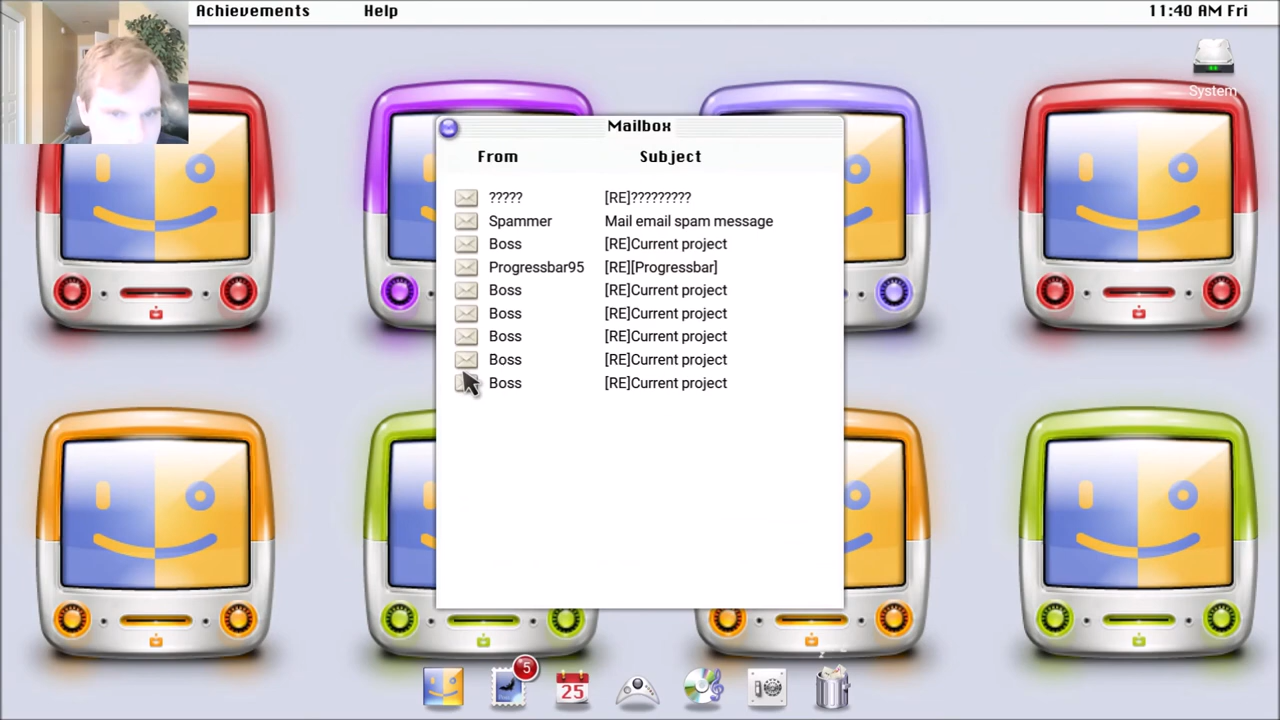 Achievements Help 11:40 AM Fri
System
Mailbox
From Subject
????? [RE]?????????
Spammer Mail email spam message
Boss [RE]Current project
Progressbar95 [RE][Progressbar]
Boss [RE]Current project
Boss [RE]Current project
Boss [RE]Current project
Boss [RE]Current project
Boss [RE]Current project
5
25